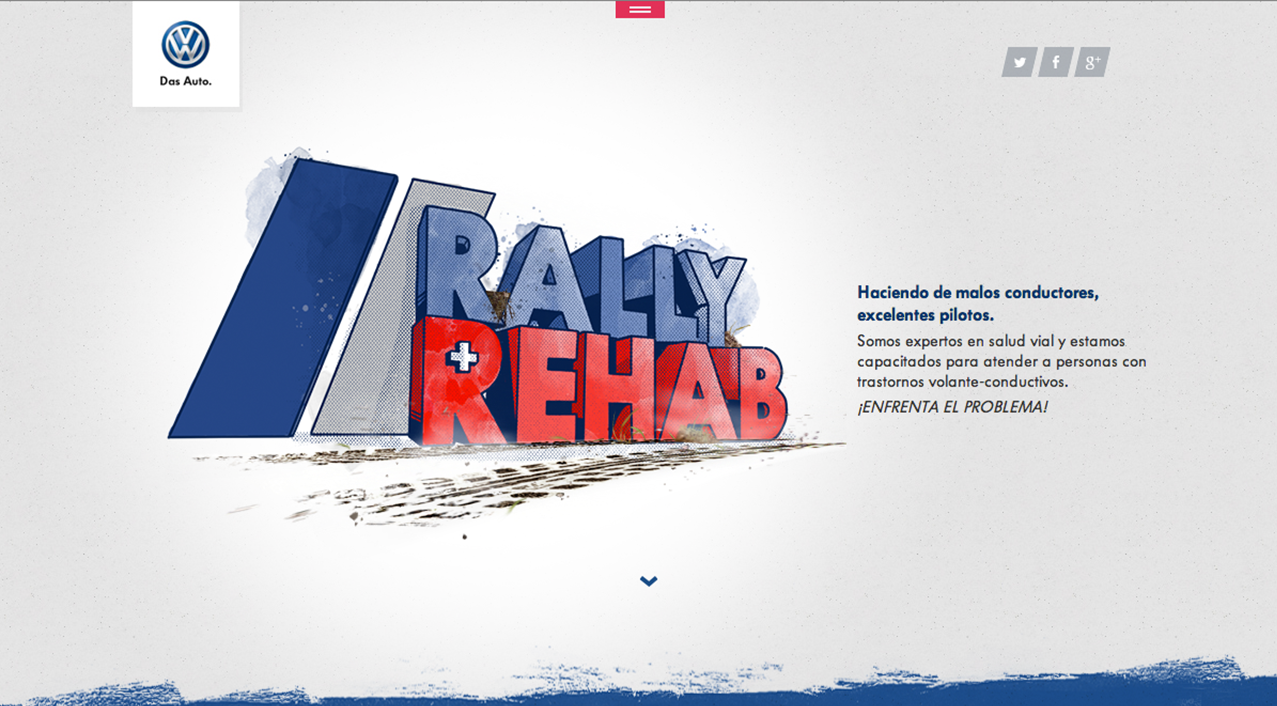 Das Auto.
g+
RALLY
REHAB
Haciendo de malos conductores,
excelentes pilotos.
Somos expertos en salud vial y estamos
capacitados para atender a personas con
trastornos volante-conductivos.
¡ENFRENTA EL PROBLEMA!